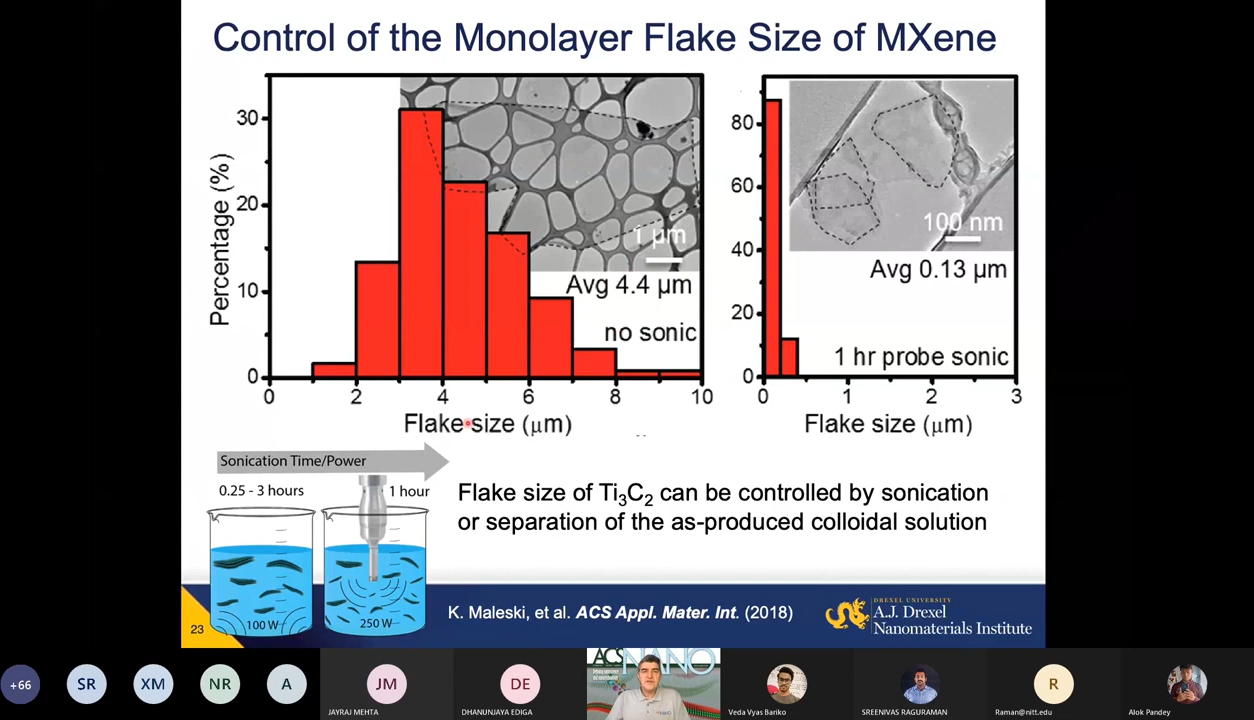 Control of the Monolayer Flake Size of MXene
Percentage (%)
30
20
10
0
0 2 4 6 8 10
Flake size (μm)
1 μm
Avg 4.4 μm
no sonic
80
60
40
20
0
0 1 2 3
Flake size (μm)
100 nm
Avg 0.13 μm
1 hr probe sonic
Sonication Time/Power
0.25 - 3 hours
1 hour
100 W
250 W
Flake size of Ti₃C₂ can be controlled by sonication
or separation of the as-produced colloidal solution
23
K. Maleski, et al. ACS Appl. Mater. Int. (2018)
DREXEL UNIVERSITY
A.J. Drexel
Nanomaterials Institute
+66
SR
XM
NR
A
JM
JAYRAJ MEHTA
DE
DHANUNJAYA EDIGA
ACS NANO
Veda Vyas Bariko
SREENIVAS RAGURAMAN
R
Raman@nitt.edu
Alok Pandey